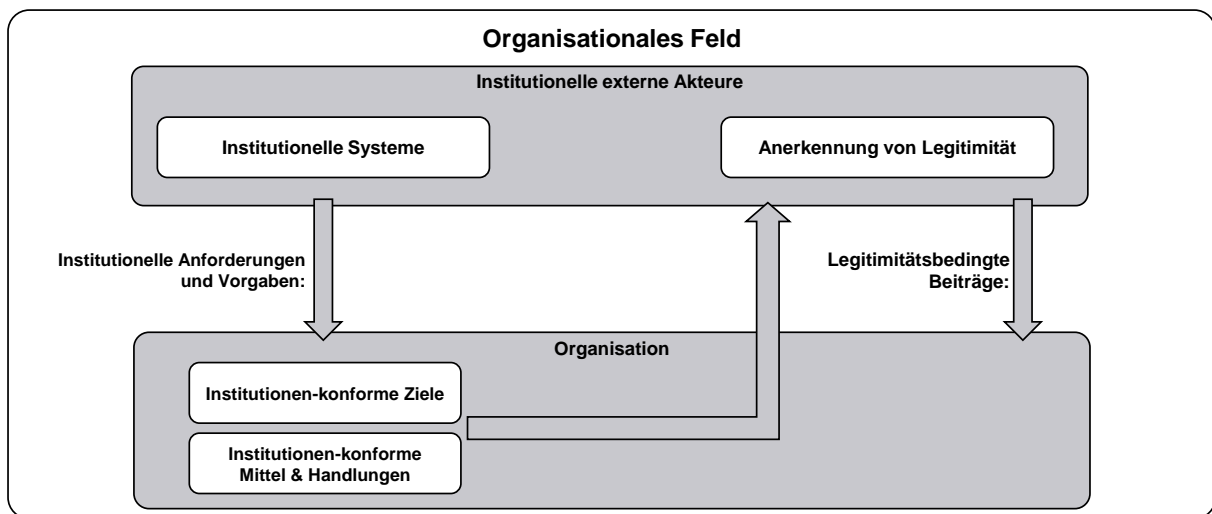 Organisationales Feld
Institutionelle externe Akteure
Institutionelle Systeme
Anerkennung von Legitimität
Institutionelle Anforderungen
und Vorgaben:
Legitimitätsbedingte
Beiträge:
Organisation
Institutionen-konforme Ziele
Institutionen-konforme
Mittel & Handlungen